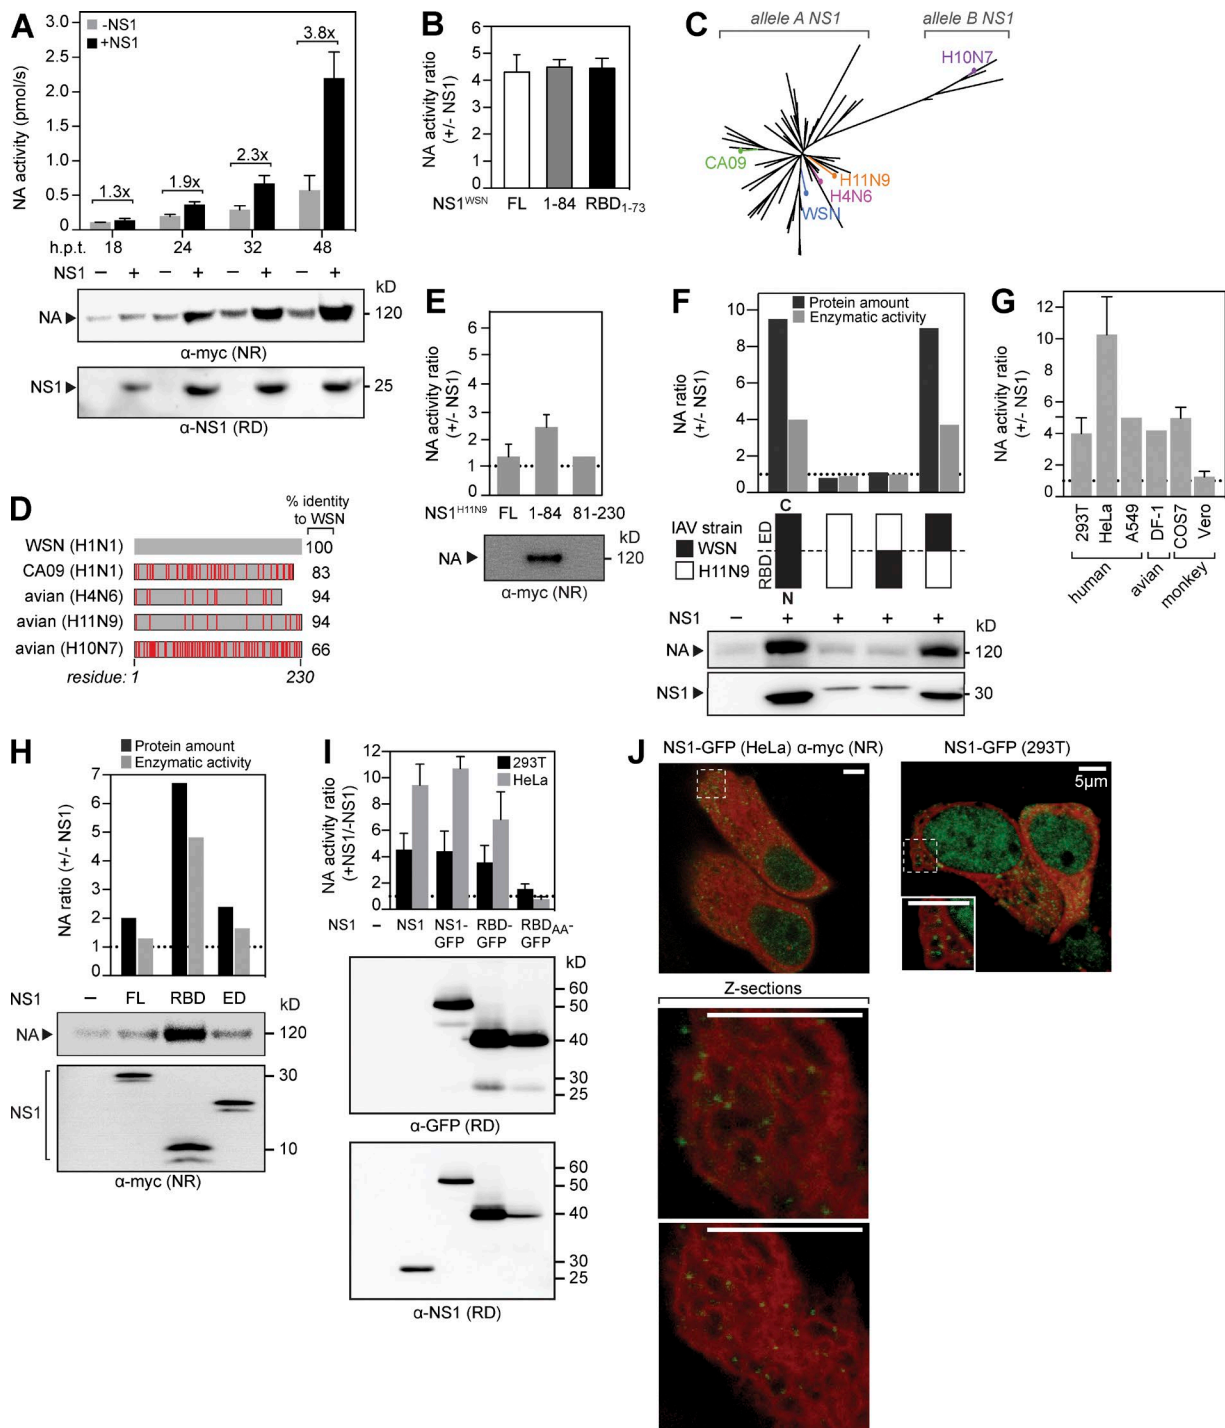 A
-NS1
+NS1
NA activity (pmol/s)
3.0
2.5
2.0
1.5
1.0
0.5
0
1.3x
1.9x
2.3x
3.8x
h.p.t. 18 24 32 48
NS1 – + – + – + – +
kD
NA 120
α-myc (NR)
NS1 25
α-NS1 (RD)
B
NA activity ratio
(+/- NS1)
6
5
4
3
2
1
0
NS1WSN FL 1-84 RBD1-73
C
allele A NS1
allele B NS1
H10N7
CA09
H11N9
H4N6
WSN
D
% identity
to WSN
WSN (H1N1) 100
CA09 (H1N1) 83
avian (H4N6) 94
avian (H11N9) 94
avian (H10N7) 66
residue: 1 230
E
NA activity ratio
(+/- NS1)
6
5
4
3
2
1
0
NS1H11N9 FL 1-84 81-230
NA 120
α-myc (NR)
F
Protein amount
Enzymatic activity
NA ratio
(+/- NS1)
10
8
6
4
2
0
C
IAV strain
WSN
H11N9
RBD ED
N
NS1 – + + + +
kD
NA 120
NS1 30
G
NA activity ratio
(+/- NS1)
12
10
8
6
4
2
0
293T
HeLa
A549
DF-1
COS7
Vero
human
avian
monkey
H
Protein amount
Enzymatic activity
NA ratio (+/- NS1)
7
6
5
4
3
2
1
0
NS1 – FL RBD ED
kD
NA 120
NS1
30
10
α-myc (NR)
I
293T
HeLa
NA activity ratio
(+NS1/-NS1)
12
10
8
6
4
2
0
NS1 – NS1 NS1-GFP RBD-GFP RBDAA-GFP
kD
60
50
40
30
25
α-GFP (RD)
kD
60
50
40
30
25
α-NS1 (RD)
J
NS1-GFP (HeLa) α-myc (NR)
NS1-GFP (293T)
5µm
Z-sections